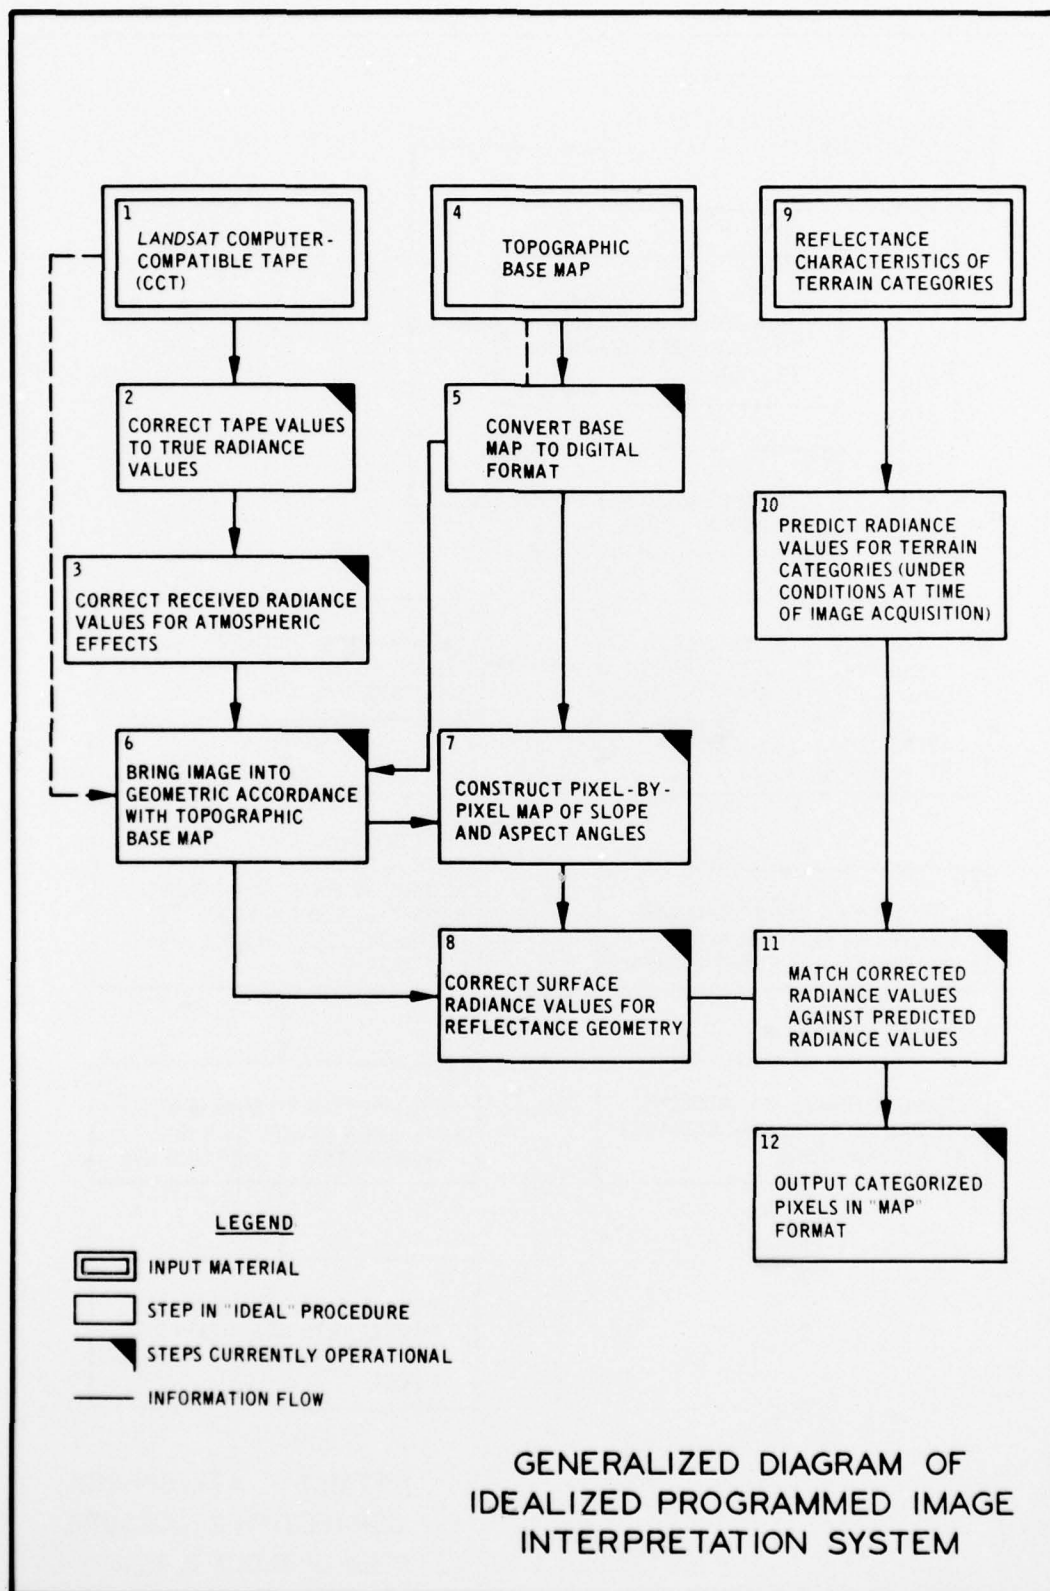 1
LANDSAT COMPUTER-
COMPATIBLE TAPE
(CCT)
4
TOPOGRAPHIC
BASE MAP
9
REFLECTANCE
CHARACTERISTICS OF
TERRAIN CATEGORIES
2
CORRECT TAPE VALUES
TO TRUE RADIANCE
VALUES
5
CONVERT BASE
MAP TO DIGITAL
FORMAT
10
PREDICT RADIANCE
VALUES FOR TERRAIN
CATEGORIES (UNDER
CONDITIONS AT TIME
OF IMAGE ACQUISITION)
3
CORRECT RECEIVED RADIANCE
VALUES FOR ATMOSPHERIC
EFFECTS
6
BRING IMAGE INTO
GEOMETRIC ACCORDANCE
WITH TOPOGRAPHIC
BASE MAP
7
CONSTRUCT PIXEL-BY-
PIXEL MAP OF SLOPE
AND ASPECT ANGLES
8
CORRECT SURFACE
RADIANCE VALUES FOR
REFLECTANCE GEOMETRY
11
MATCH CORRECTED
RADIANCE VALUES
AGAINST PREDICTED
RADIANCE VALUES
12
OUTPUT CATEGORIZED
PIXELS IN "MAP"
FORMAT
LEGEND
INPUT MATERIAL
STEP IN "IDEAL" PROCEDURE
STEPS CURRENTLY OPERATIONAL
INFORMATION FLOW
GENERALIZED DIAGRAM OF
IDEALIZED PROGRAMMED IMAGE
INTERPRETATION SYSTEM